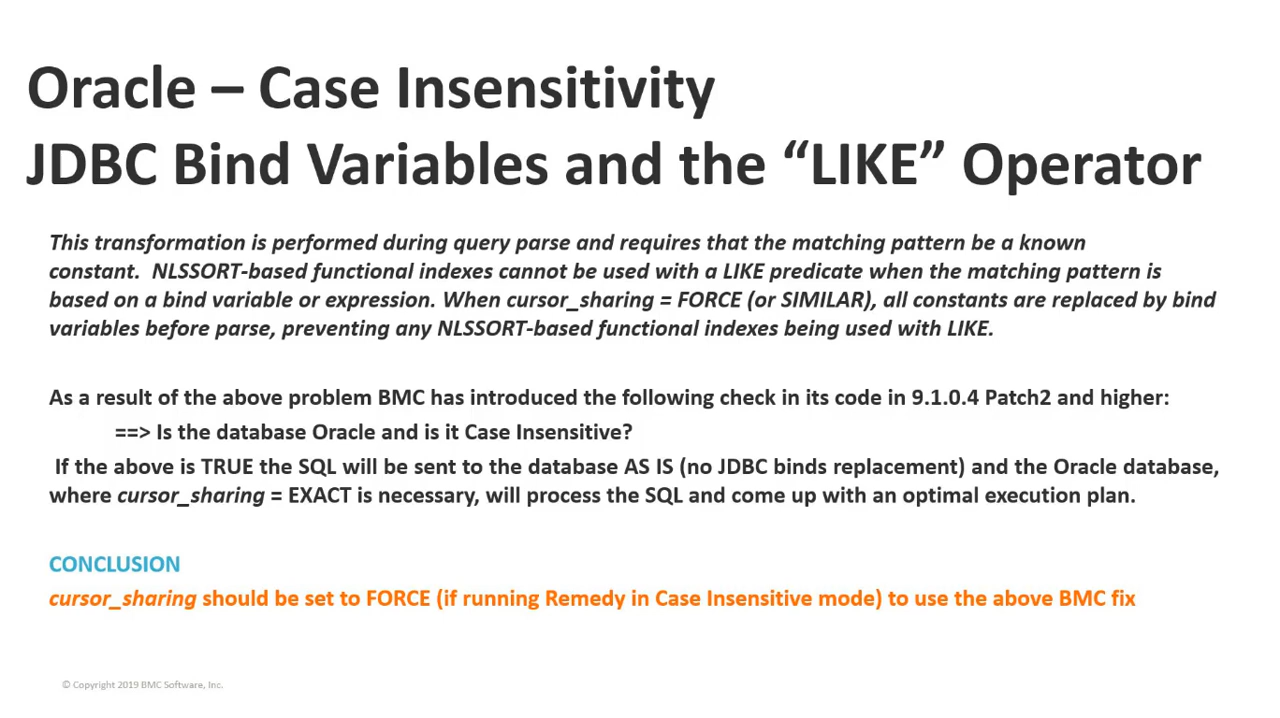 Oracle – Case Insensitivity
JDBC Bind Variables and the “LIKE” Operator
This transformation is performed during query parse and requires that the matching pattern be a known
constant.  NLSSORT-based functional indexes cannot be used with a LIKE predicate when the matching pattern is
based on a bind variable or expression. When cursor_sharing = FORCE (or SIMILAR), all constants are replaced by bind
variables before parse, preventing any NLSSORT-based functional indexes being used with LIKE.
As a result of the above problem BMC has introduced the following check in its code in 9.1.0.4 Patch2 and higher:
==> Is the database Oracle and is it Case Insensitive?
If the above is TRUE the SQL will be sent to the database AS IS (no JDBC binds replacement) and the Oracle database,
where cursor_sharing = EXACT is necessary, will process the SQL and come up with an optimal execution plan.
CONCLUSION
cursor_sharing should be set to FORCE (if running Remedy in Case Insensitive mode) to use the above BMC fix
© Copyright 2019 BMC Software, Inc.